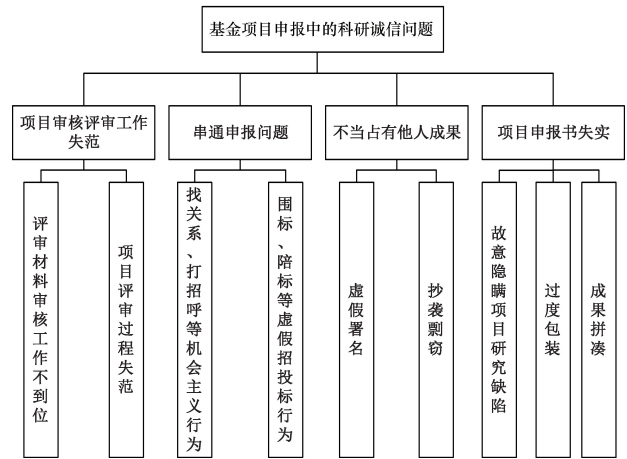 基金项目申报中的科研诚信问题
项目审核评审工作
失范
串通申报问题
不当占有他人成果
项目申报书失实
评审材料审核工作不到位
项目评审过程失范
找关系、打招呼等机会主义行为
围标、陪标等虚假招投标行为
虚假署名
抄袭剽窃
故意隐瞒项目研究缺陷
过度包装
成果拼凑